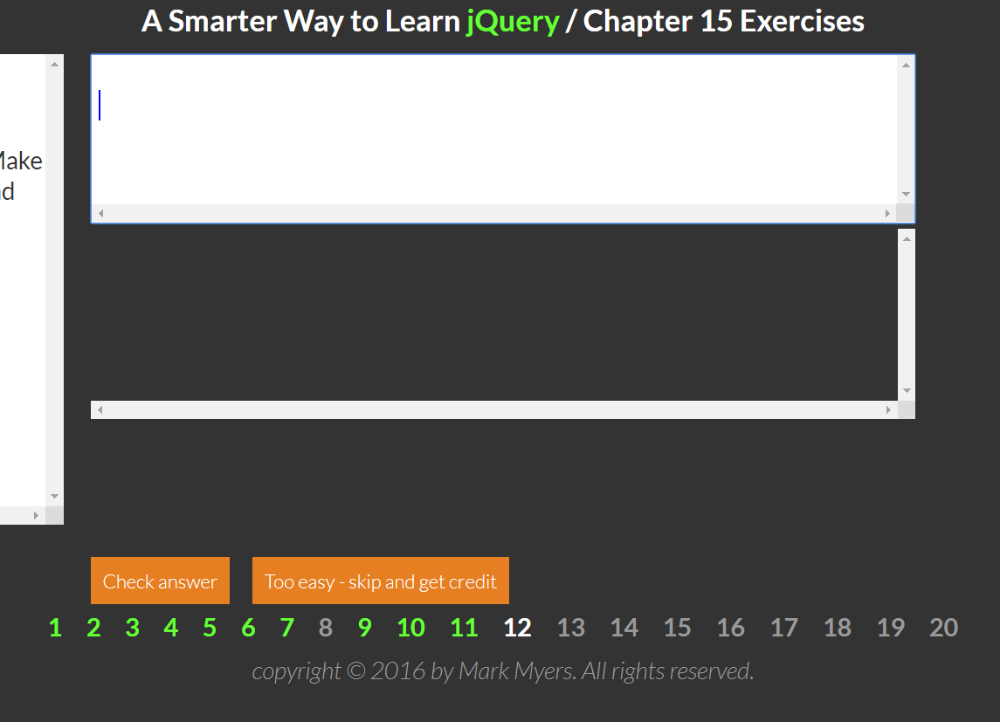 A Smarter Way to Learn jQuery / Chapter 15 Exercises
Check answer
Too easy - skip and get credit
1 2 3 4 5 6 7 8 9 10 11 12 13 14 15 16 17 18 19 20
copyright © 2016 by Mark Myers. All rights reserved.